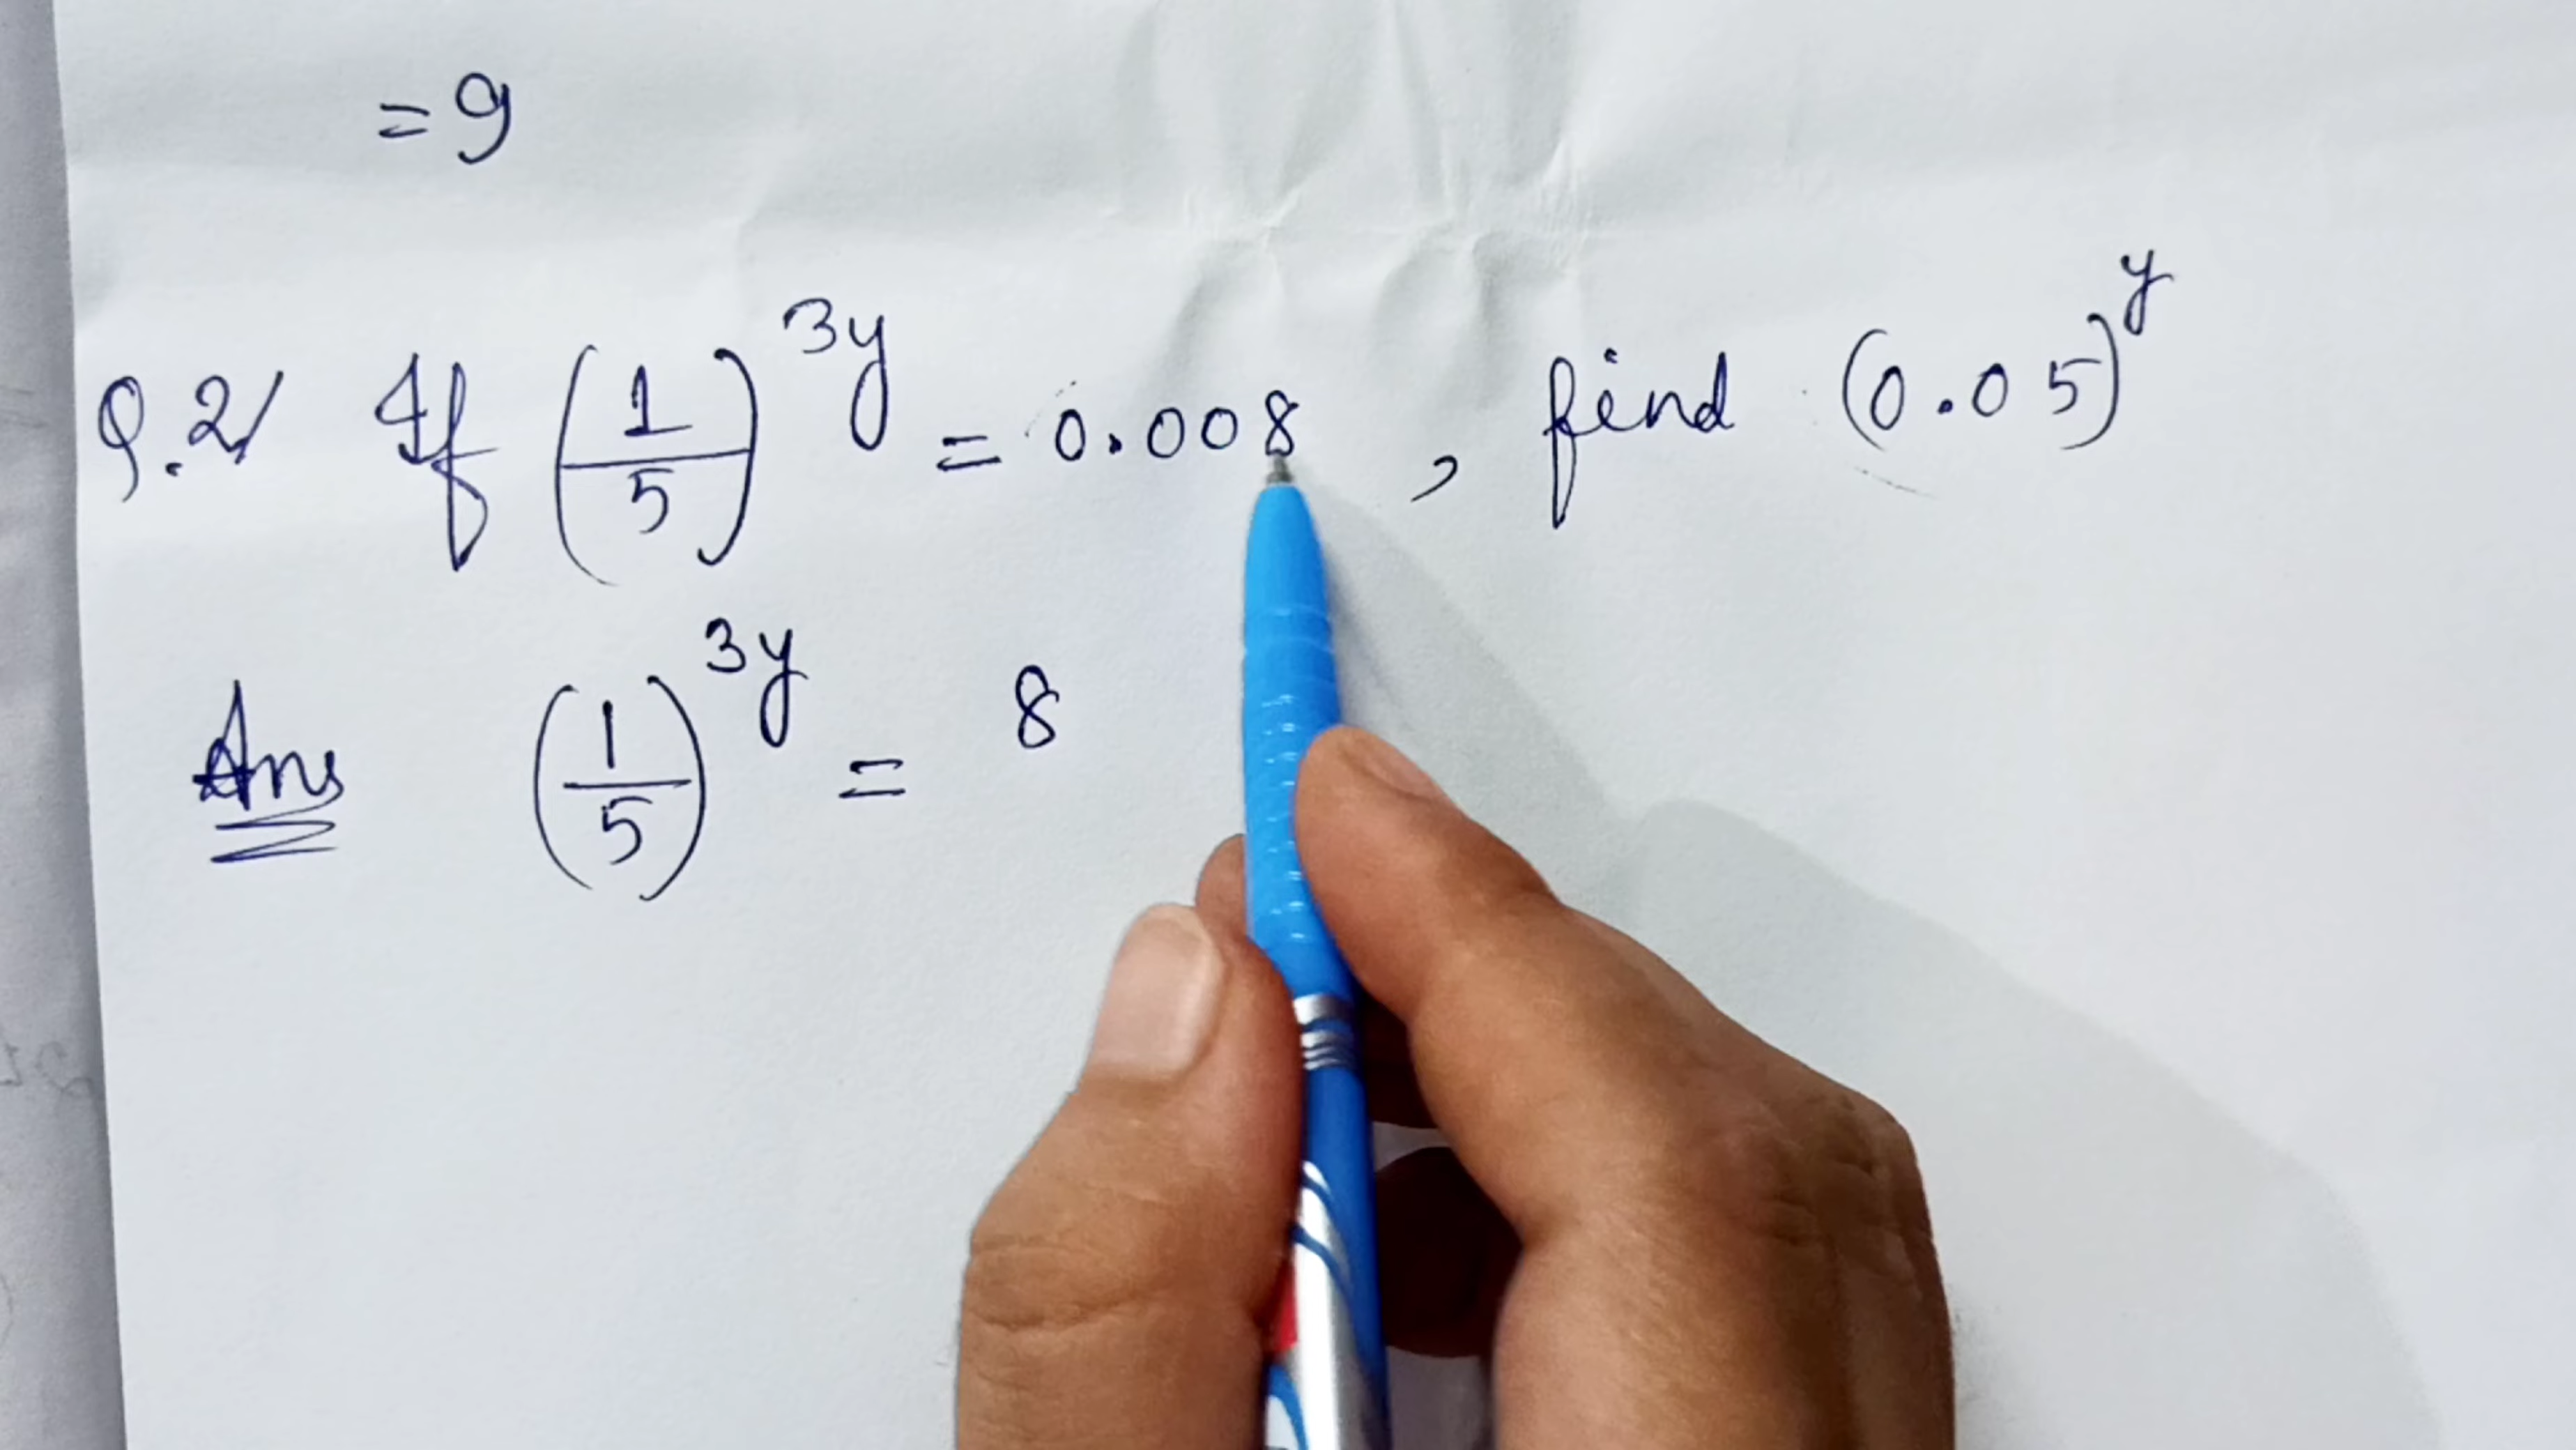 = 9
Q.2/ If (1/5)^3y = 0.008 , find (0.05)^y
Ans (1/5)^3y = 8